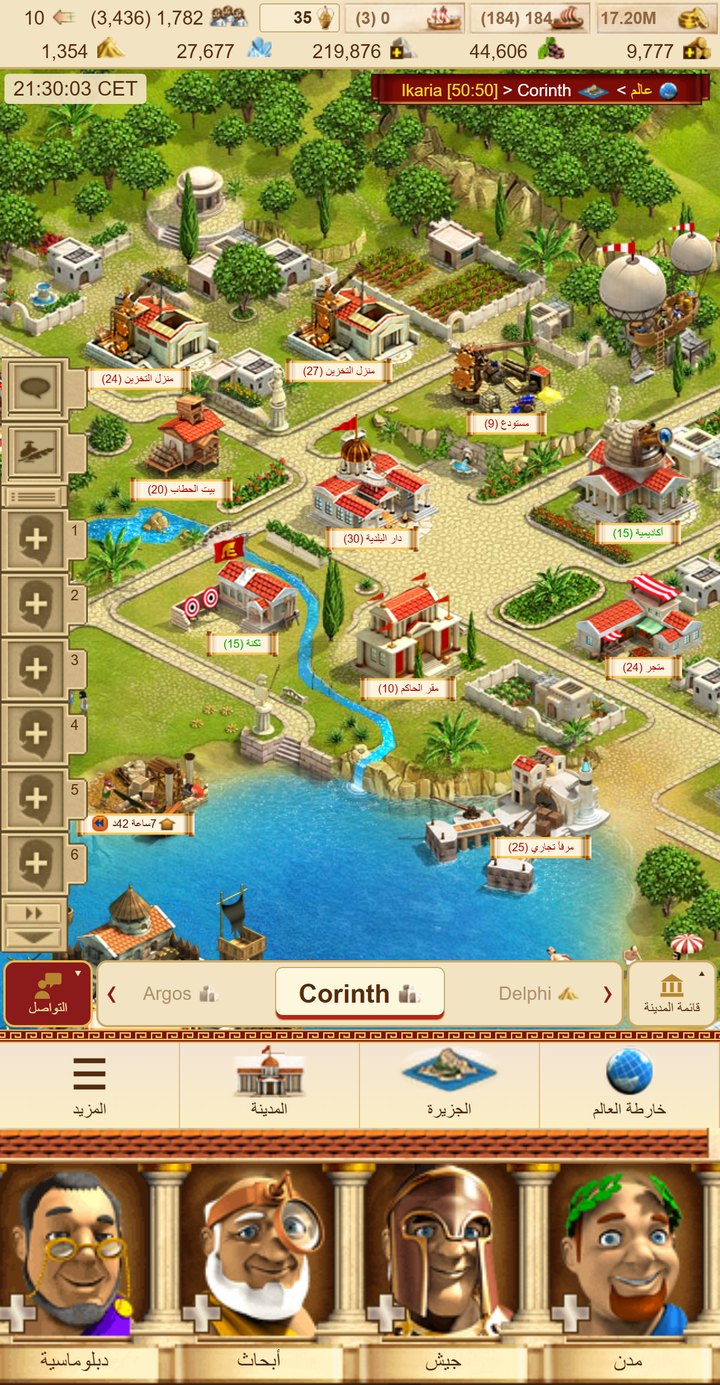 10 (3,436) 1,782 35 (3) 0 (184) 184 17.20M
1,354 27,677 219,876 44,606 9,777
21:30:03 CET
Ikaria [50:50] > Corinth < عالم
منزل التخزين (24)
منزل التخزين (27)
مستودع (9)
بيت الحطاب (20)
دار البلدية (30)
أكاديمية (15)
ثكنة (15)
متجر (24)
مقر الحاكم (10)
7ساعة 42د
مرفأ تجاري (25)
1
2
3
4
5
6
التواصل
Argos
Corinth
Delphi
قائمة المدينة
خارطة العالم
الجزيرة
المدينة
المزيد
مدن
جيش
أبحاث
دبلوماسية